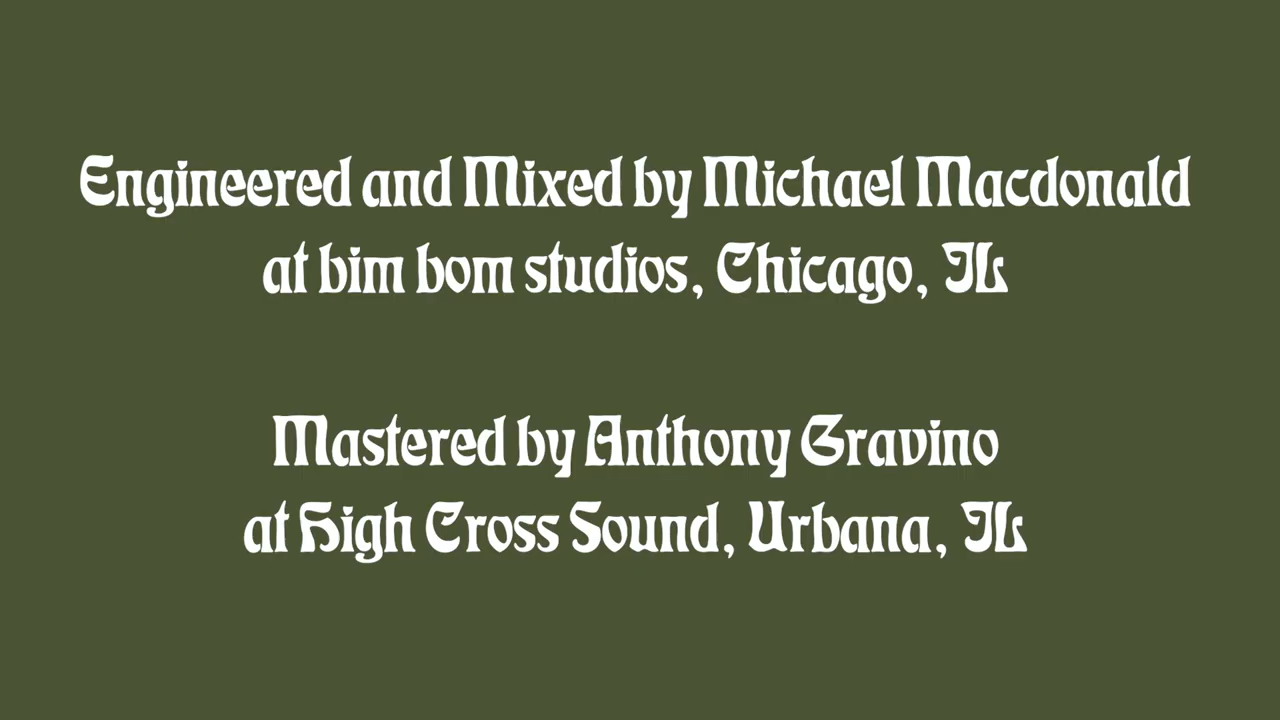 Engineered and Mixed by Michael Macdonald
at bim bom studios, Chicago, IL
Mastered by Anthony Gravino
at High Cross Sound, Urbana, IL